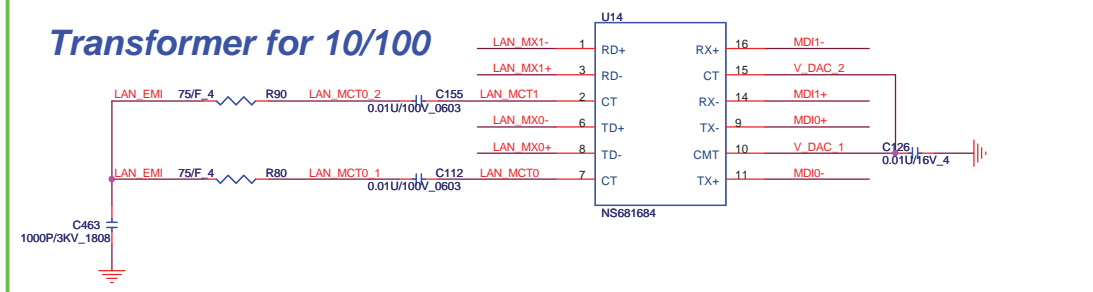 Transformer for 10/100
U14
LAN_MX1- 1 RD+ RX+ 16 MDI1-
LAN_MX1+ 3 RD- CT 15 V_DAC_2
LAN_EMI 75/F_4 R90 LAN_MCT0_2 C155 LAN_MCT1 2 CT RX- 14 MDI1+
0.01U/100V_0603
LAN_MX0- 6 TD+ TX- 9 MDI0+
LAN_MX0+ 8 TD- CMT 10 V_DAC_1 C126
0.01U/16V_4
LAN_EMI 75/F_4 R80 LAN_MCT0_1 C112 LAN_MCT0 7 CT TX+ 11 MDI0-
0.01U/100V_0603
NS681684
C463
1000P/3KV_1808